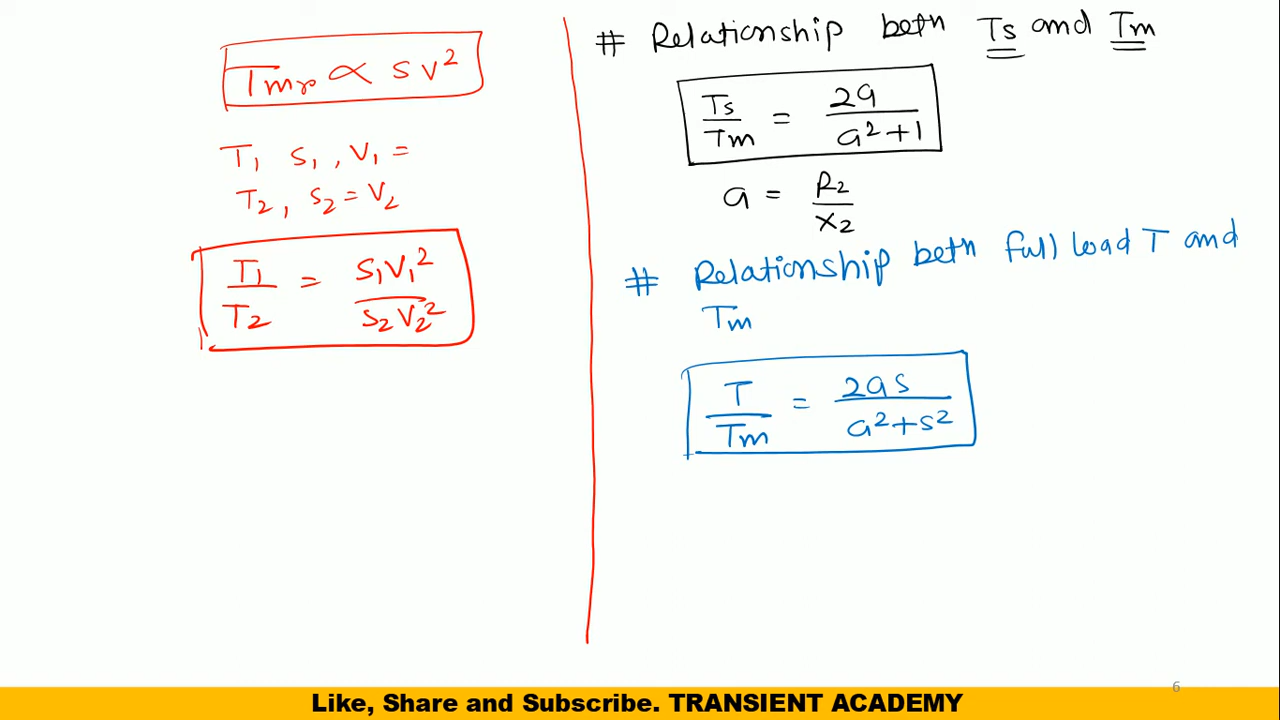 Tmr ∝ SV²
T₁ S₁, V₁ =
T₂, S₂ = V₂
T₁/T₂ = S₁V₁²/S₂V₂²
# Relationship betn Ts and Tm
Ts/Tm = 2a/a²+1
a = R₂/X₂
# Relationship betn full load T and
Tm
T/Tm = 2as/a²+s²
6
Like, Share and Subscribe. TRANSIENT ACADEMY